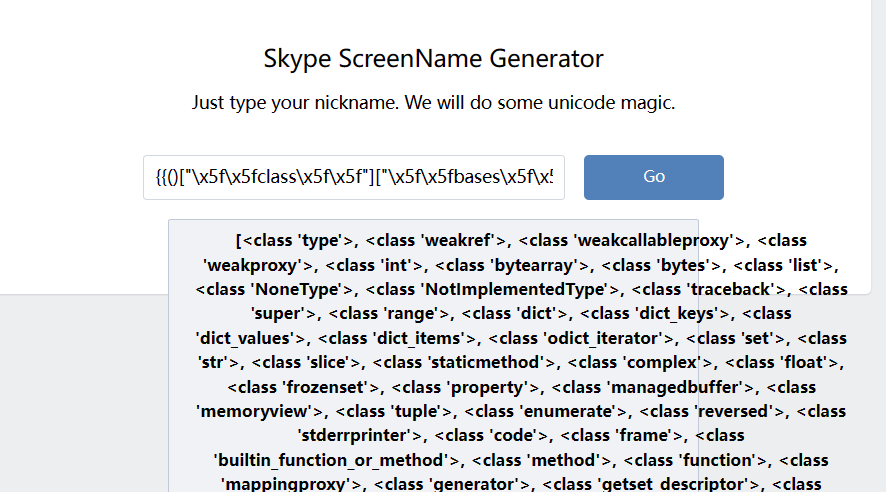 Skype ScreenName Generator
Just type your nickname. We will do some unicode magic.
{{()["\x5f\x5fclass\x5f\x5f"]["\x5f\x5fbases\x5f\x5
Go
[<class 'type'>, <class 'weakref'>, <class 'weakcallableproxy'>, <class
'weakproxy'>, <class 'int'>, <class 'bytearray'>, <class 'bytes'>, <class 'list'>,
<class 'NoneType'>, <class 'NotImplementedType'>, <class 'traceback'>, <class
'super'>, <class 'range'>, <class 'dict'>, <class 'dict_keys'>, <class
'dict_values'>, <class 'dict_items'>, <class 'odict_iterator'>, <class 'set'>, <class
'str'>, <class 'slice'>, <class 'staticmethod'>, <class 'complex'>, <class 'float'>,
<class 'frozenset'>, <class 'property'>, <class 'managedbuffer'>, <class
'memoryview'>, <class 'tuple'>, <class 'enumerate'>, <class 'reversed'>, <class
'stderrprinter'>, <class 'code'>, <class 'frame'>, <class
'builtin_function_or_method'>, <class 'method'>, <class 'function'>, <class
'mappingproxy'>, <class 'generator'>, <class 'getset_descriptor'>, <class